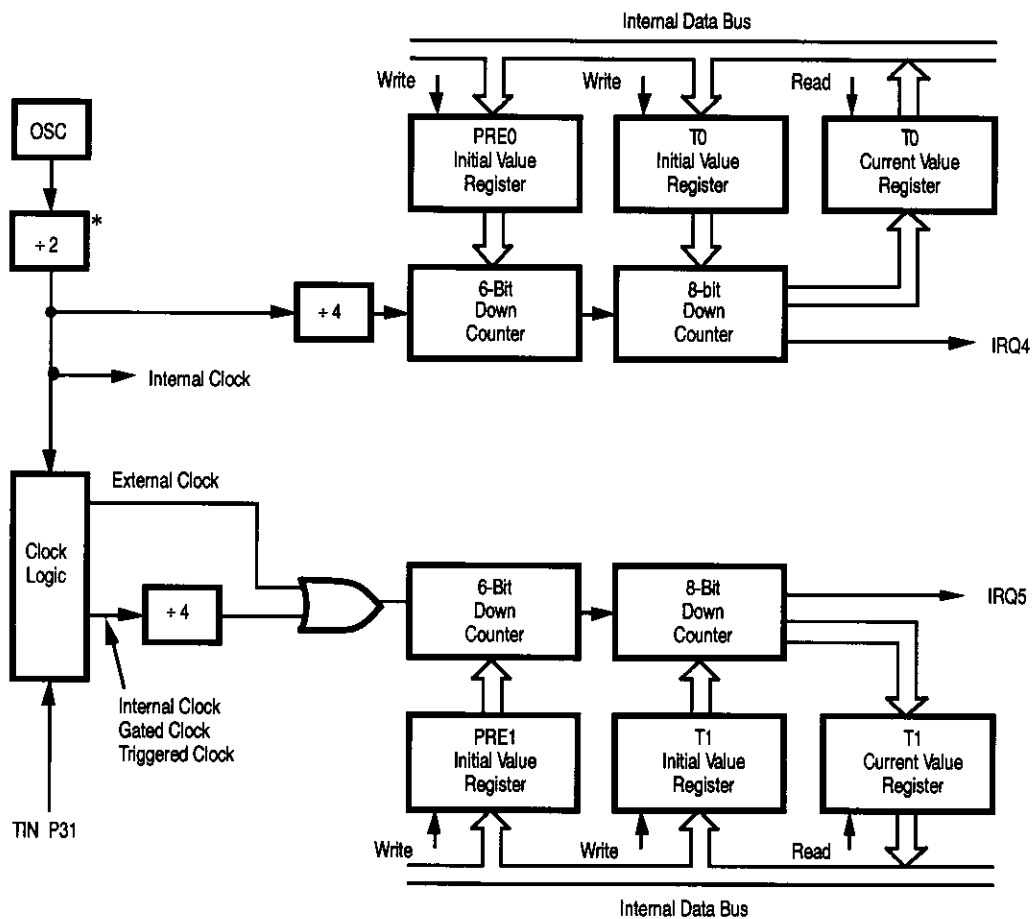 Internal Data Bus
Write
Write
Read
OSC
PRE0
Initial Value
Register
T0
Initial Value
Register
T0
Current Value
Register
÷ 2
*
÷ 4
6-Bit
Down
Counter
8-bit
Down
Counter
IRQ4
Internal Clock
External Clock
Clock
Logic
÷ 4
6-Bit
Down
Counter
8-Bit
Down
Counter
IRQ5
Internal Clock
Gated Clock
Triggered Clock
PRE1
Initial Value
Register
T1
Initial Value
Register
T1
Current Value
Register
TIN P31
Write
Write
Read
Internal Data Bus